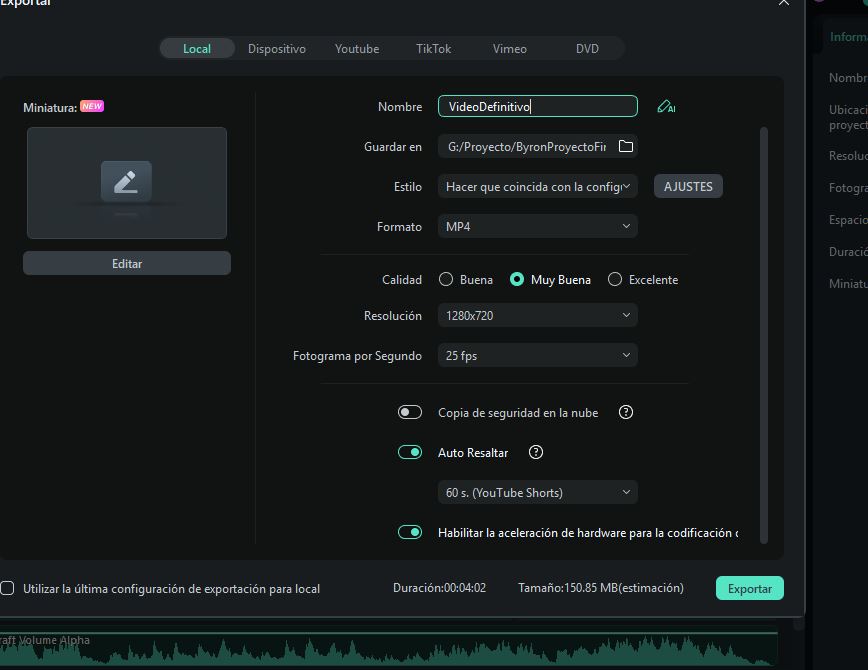 Exportar
Local
Dispositivo
Youtube
TikTok
Vimeo
DVD
Miniatura: NEW
Editar
Nombre
VideoDefinitivo
AI
Guardar en
G:/Proyecto/ByronProyectoFir
Estilo
Hacer que coincida con la config
AJUSTES
Formato
MP4
Calidad
Buena
Muy Buena
Excelente
Resolución
1280x720
Fotograma por Segundo
25 fps
Copia de seguridad en la nube
Auto Resaltar
60 s. (YouTube Shorts)
Habilitar la aceleración de hardware para la codificación
Utilizar la última configuración de exportación para local
Duración:00:04:02
Tamaño:150.85 MB(estimación)
Exportar
Informa
Nombr
Ubicaci
proyect
Resoluc
Fotogra
Espacio
Duració
Miniatu
raft Volume Alpha